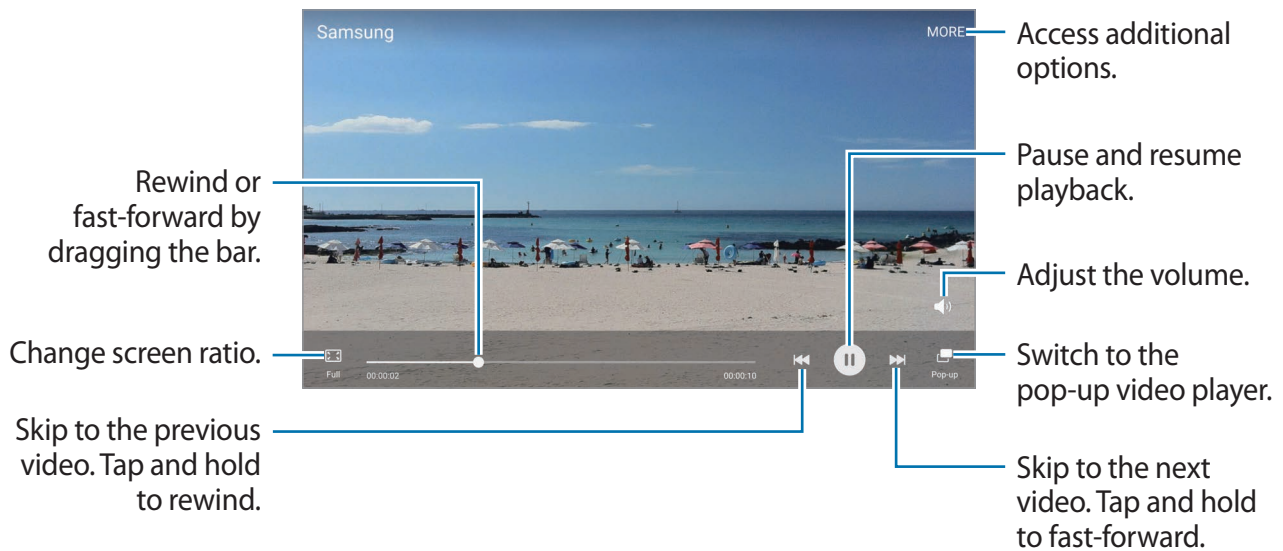 Samsung
MORE
Access additional
options.
Pause and resume
playback.
Rewind or
fast-forward by
dragging the bar.
Adjust the volume.
Change screen ratio.
Full
00:00:02
00:00:10
Pop-up
Switch to the
pop-up video player.
Skip to the previous
video. Tap and hold
to rewind.
Skip to the next
video. Tap and hold
to fast-forward.